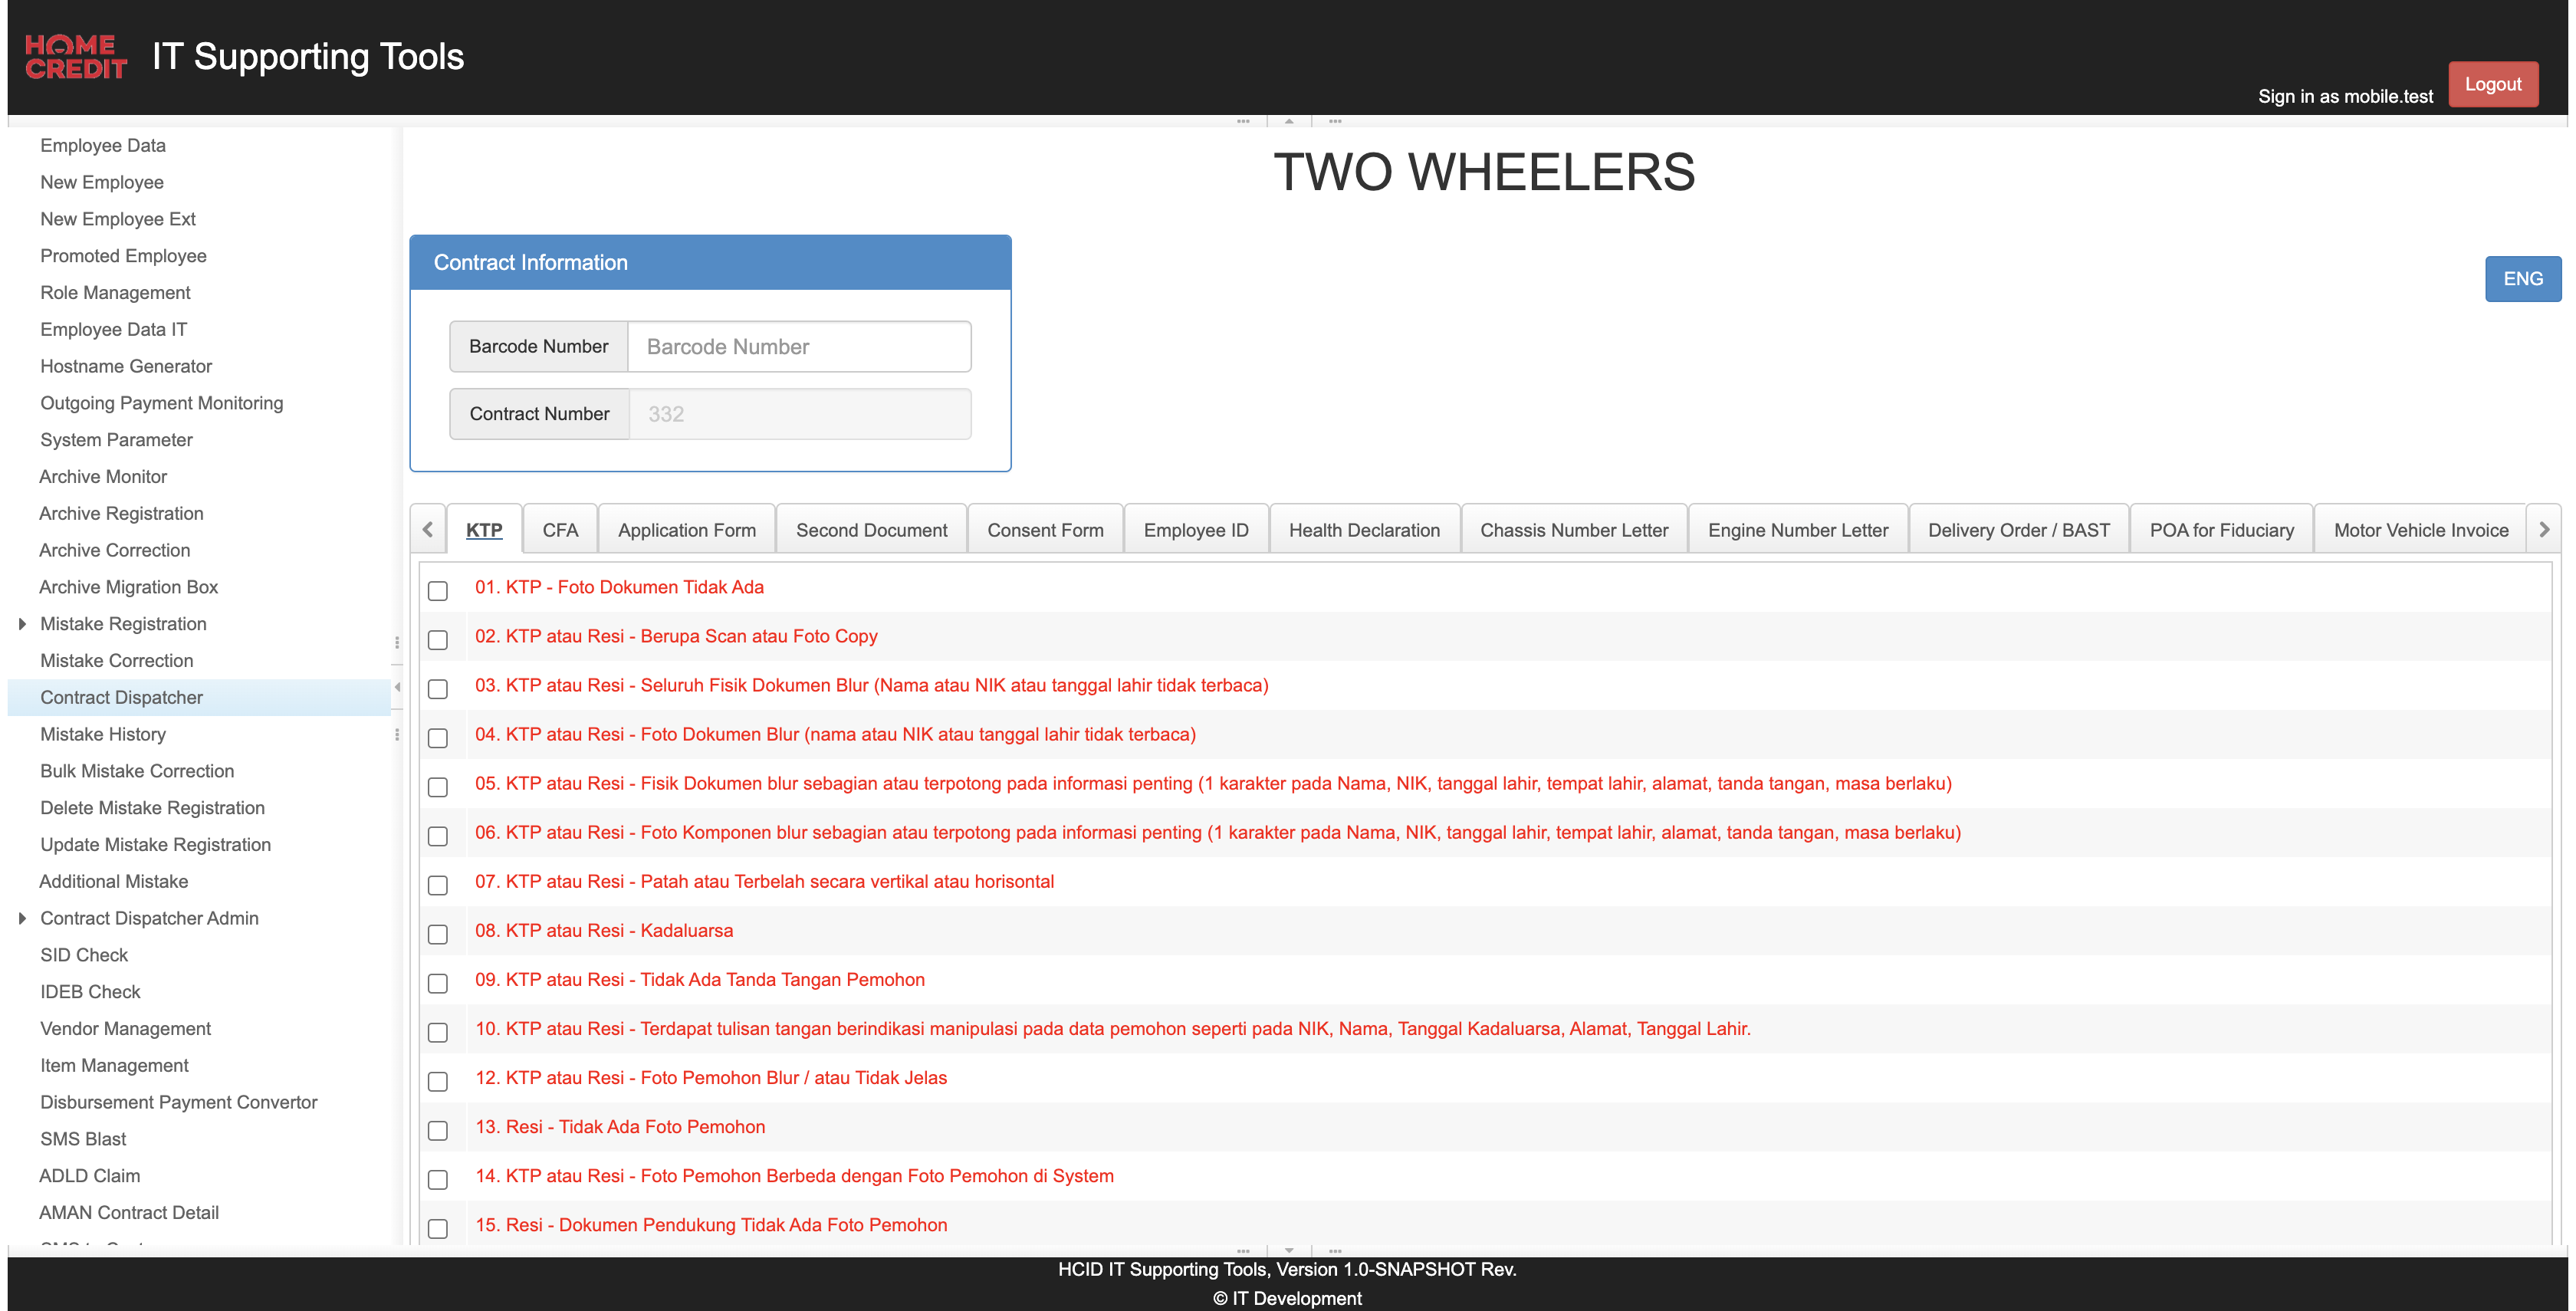 HOME
CREDIT
IT Supporting Tools
Sign in as mobile.test
Logout
Employee Data
New Employee
New Employee Ext
Promoted Employee
Role Management
Employee Data IT
Hostname Generator
Outgoing Payment Monitoring
System Parameter
Archive Monitor
Archive Registration
Archive Correction
Archive Migration Box
Mistake Registration
Mistake Correction
Contract Dispatcher
Mistake History
Bulk Mistake Correction
Delete Mistake Registration
Update Mistake Registration
Additional Mistake
Contract Dispatcher Admin
SID Check
IDEB Check
Vendor Management
Item Management
Disbursement Payment Convertor
SMS Blast
ADLD Claim
AMAN Contract Detail
TWO WHEELERS
Contract Information
ENG
Barcode Number Barcode Number
Contract Number 332
KTP CFA Application Form Second Document Consent Form Employee ID Health Declaration Chassis Number Letter Engine Number Letter Delivery Order / BAST POA for Fiduciary Motor Vehicle Invoice
01. KTP - Foto Dokumen Tidak Ada
02. KTP atau Resi - Berupa Scan atau Foto Copy
03. KTP atau Resi - Seluruh Fisik Dokumen Blur (Nama atau NIK atau tanggal lahir tidak terbaca)
04. KTP atau Resi - Foto Dokumen Blur (nama atau NIK atau tanggal lahir tidak terbaca)
05. KTP atau Resi - Fisik Dokumen blur sebagian atau terpotong pada informasi penting (1 karakter pada Nama, NIK, tanggal lahir, tempat lahir, alamat, tanda tangan, masa berlaku)
06. KTP atau Resi - Foto Komponen blur sebagian atau terpotong pada informasi penting (1 karakter pada Nama, NIK, tanggal lahir, tempat lahir, alamat, tanda tangan, masa berlaku)
07. KTP atau Resi - Patah atau Terbelah secara vertikal atau horisontal
08. KTP atau Resi - Kadaluarsa
09. KTP atau Resi - Tidak Ada Tanda Tangan Pemohon
10. KTP atau Resi - Terdapat tulisan tangan berindikasi manipulasi pada data pemohon seperti pada NIK, Nama, Tanggal Kadaluarsa, Alamat, Tanggal Lahir.
12. KTP atau Resi - Foto Pemohon Blur / atau Tidak Jelas
13. Resi - Tidak Ada Foto Pemohon
14. KTP atau Resi - Foto Pemohon Berbeda dengan Foto Pemohon di System
15. Resi - Dokumen Pendukung Tidak Ada Foto Pemohon
HCID IT Supporting Tools, Version 1.0-SNAPSHOT Rev.
© IT Development